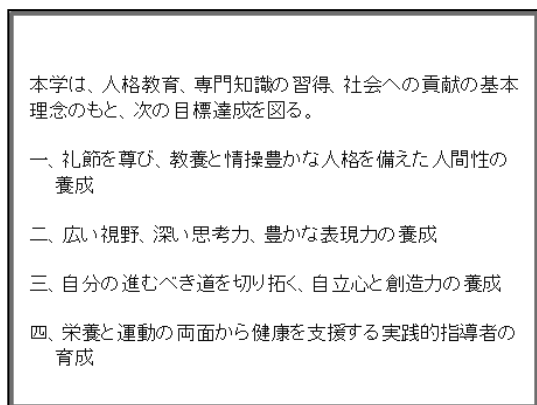 本学は、人格教育、専門知識の習得、社会への貢献の基本
理念のもと、次の目標達成を図る。
一、礼節を尊び、教養と情操豊かな人格を備えた人間性の
養成
二、広い視野、深い思考力、豊かな表現力の養成
三、自分の進むべき道を切り拓く、自立心と創造力の養成
四、栄養と運動の両面から健康を支援する実践的指導者の
育成